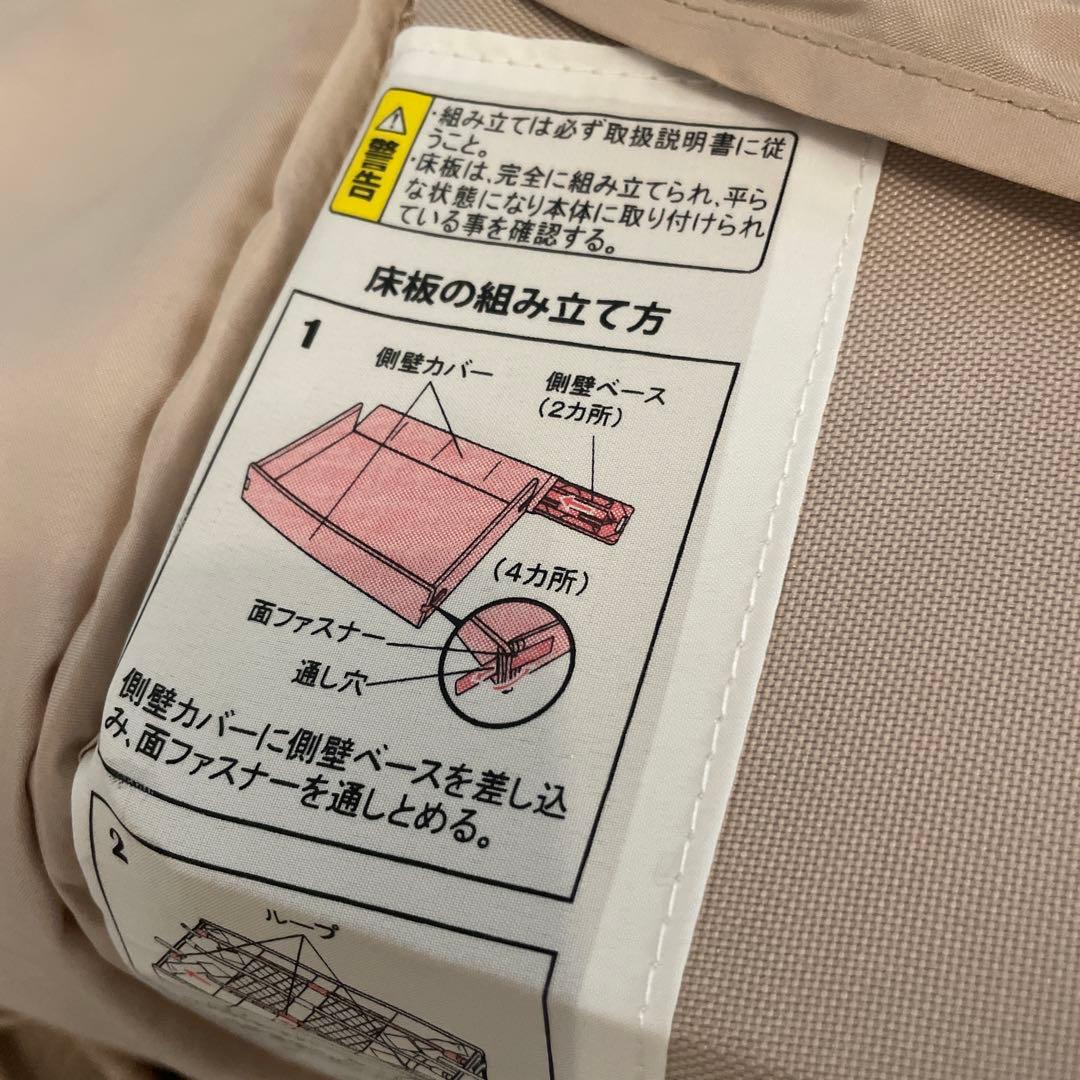 警告
・組み立ては必ず取扱説明書に従
うこと。
・床板は、完全に組み立てられ、平ら
な状態になり本体に取り付けられ
ている事を確認する。
床板の組み立て方
1
側壁カバー
側壁ベース
(2カ所)
(4カ所)
面ファスナー
通し穴
側壁カバーに側壁ベースを差し込
み、面ファスナーを通しとめる。
2
ループ